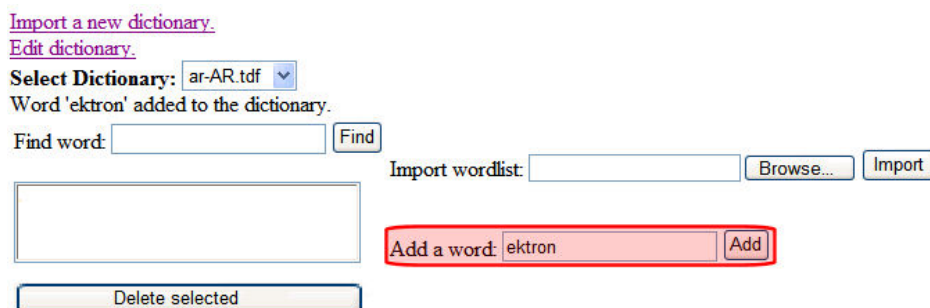 Import a new dictionary.
Edit dictionary.
Select Dictionary: ar-AR.tdf
Word 'ektron' added to the dictionary.
Find word: Find
Import wordlist: Browse... Import
Add a word: ektron Add
Delete selected